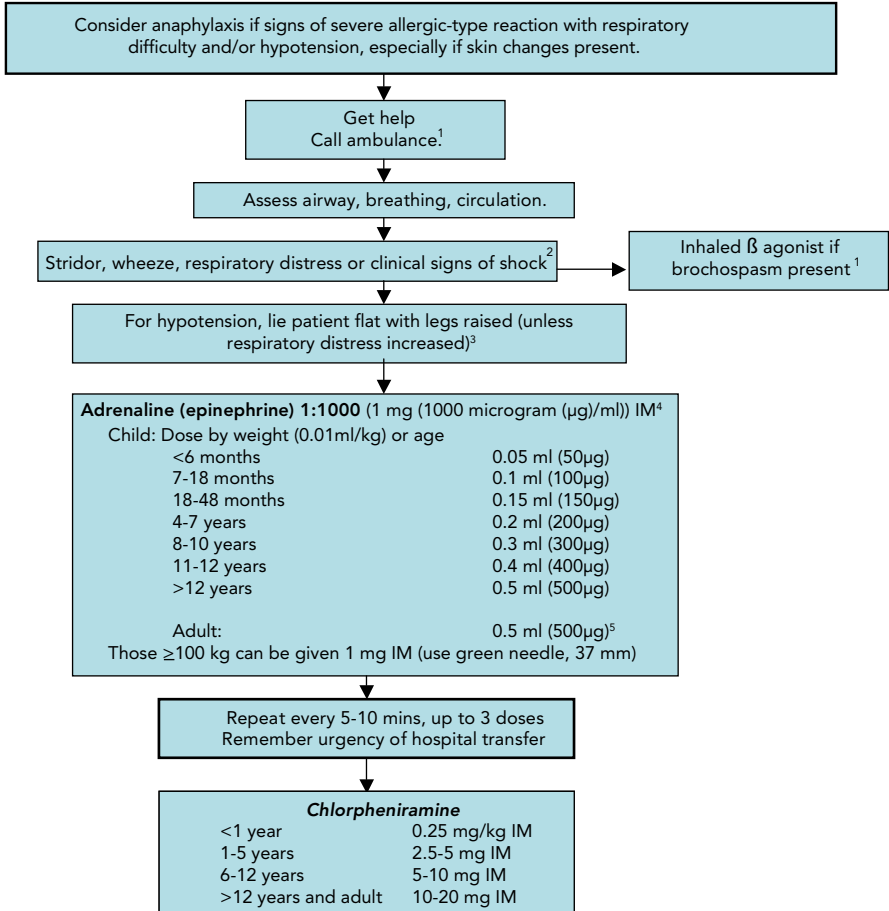 Consider anaphylaxis if signs of severe allergic-type reaction with respiratory
difficulty and/or hypotension, especially if skin changes present.
Get help
Call ambulance.1
Assess airway, breathing, circulation.
Stridor, wheeze, respiratory distress or clinical signs of shock2
Inhaled ß agonist if
brochospasm present 1
For hypotension, lie patient flat with legs raised (unless
respiratory distress increased)3
Adrenaline (epinephrine) 1:1000 (1 mg (1000 microgram (µg)/ml)) IM4
Child: Dose by weight (0.01ml/kg) or age
<6 months 0.05 ml (50µg)
7-18 months 0.1 ml (100µg)
18-48 months 0.15 ml (150µg)
4-7 years 0.2 ml (200µg)
8-10 years 0.3 ml (300µg)
11-12 years 0.4 ml (400µg)
>12 years 0.5 ml (500µg)
Adult: 0.5 ml (500µg)5
Those ≥100 kg can be given 1 mg IM (use green needle, 37 mm)
Repeat every 5-10 mins, up to 3 doses
Remember urgency of hospital transfer
Chlorpheniramine
<1 year 0.25 mg/kg IM
1-5 years 2.5-5 mg IM
6-12 years 5-10 mg IM
>12 years and adult 10-20 mg IM